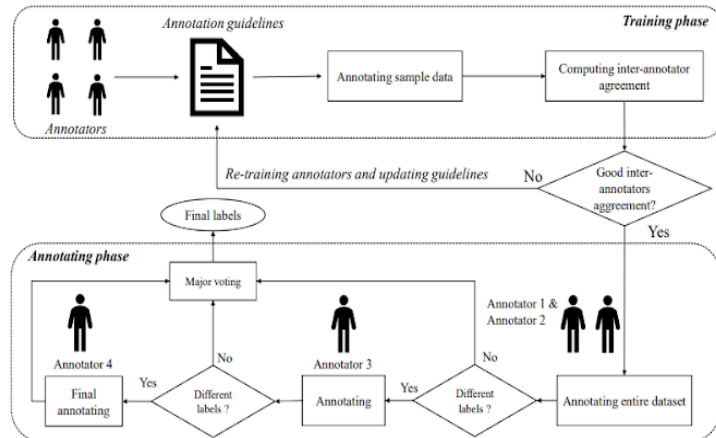 Training phase
Annotation guidelines
Annotators
Annotating sample data
Computing inter-annotator
agreement
Good inter-
annotators
aggreement?
No
Re-training annotators and updating guidelines
Yes
Final labels
Annotating phase
Major voting
Annotator 1 &
Annotator 2
Annotator 4
No
Annotator 3
No
Final
annotating
Yes
Different
labels ?
Annotating
Yes
Different
labels ?
Annotating entire dataset